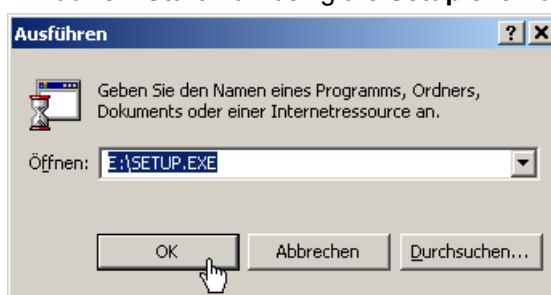 Ausführen
Geben Sie den Namen eines Programms, Ordners,
Dokuments oder einer Internetressource an.
Öffnen: E:\SETUP.EXE
OK Abbrechen Durchsuchen...